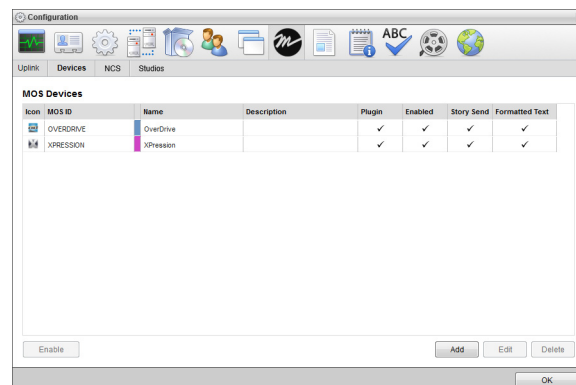 Configuration
ABC
Uplink Devices NCS Studios
MOS Devices
Icon MOS ID Name Description Plugin Enabled Story Send Formatted Text
OVERDRIVE OverDrive ✓ ✓ ✓ ✓
XPRESSION XPression ✓ ✓ ✓ ✓
Enable Add Edit Delete
OK